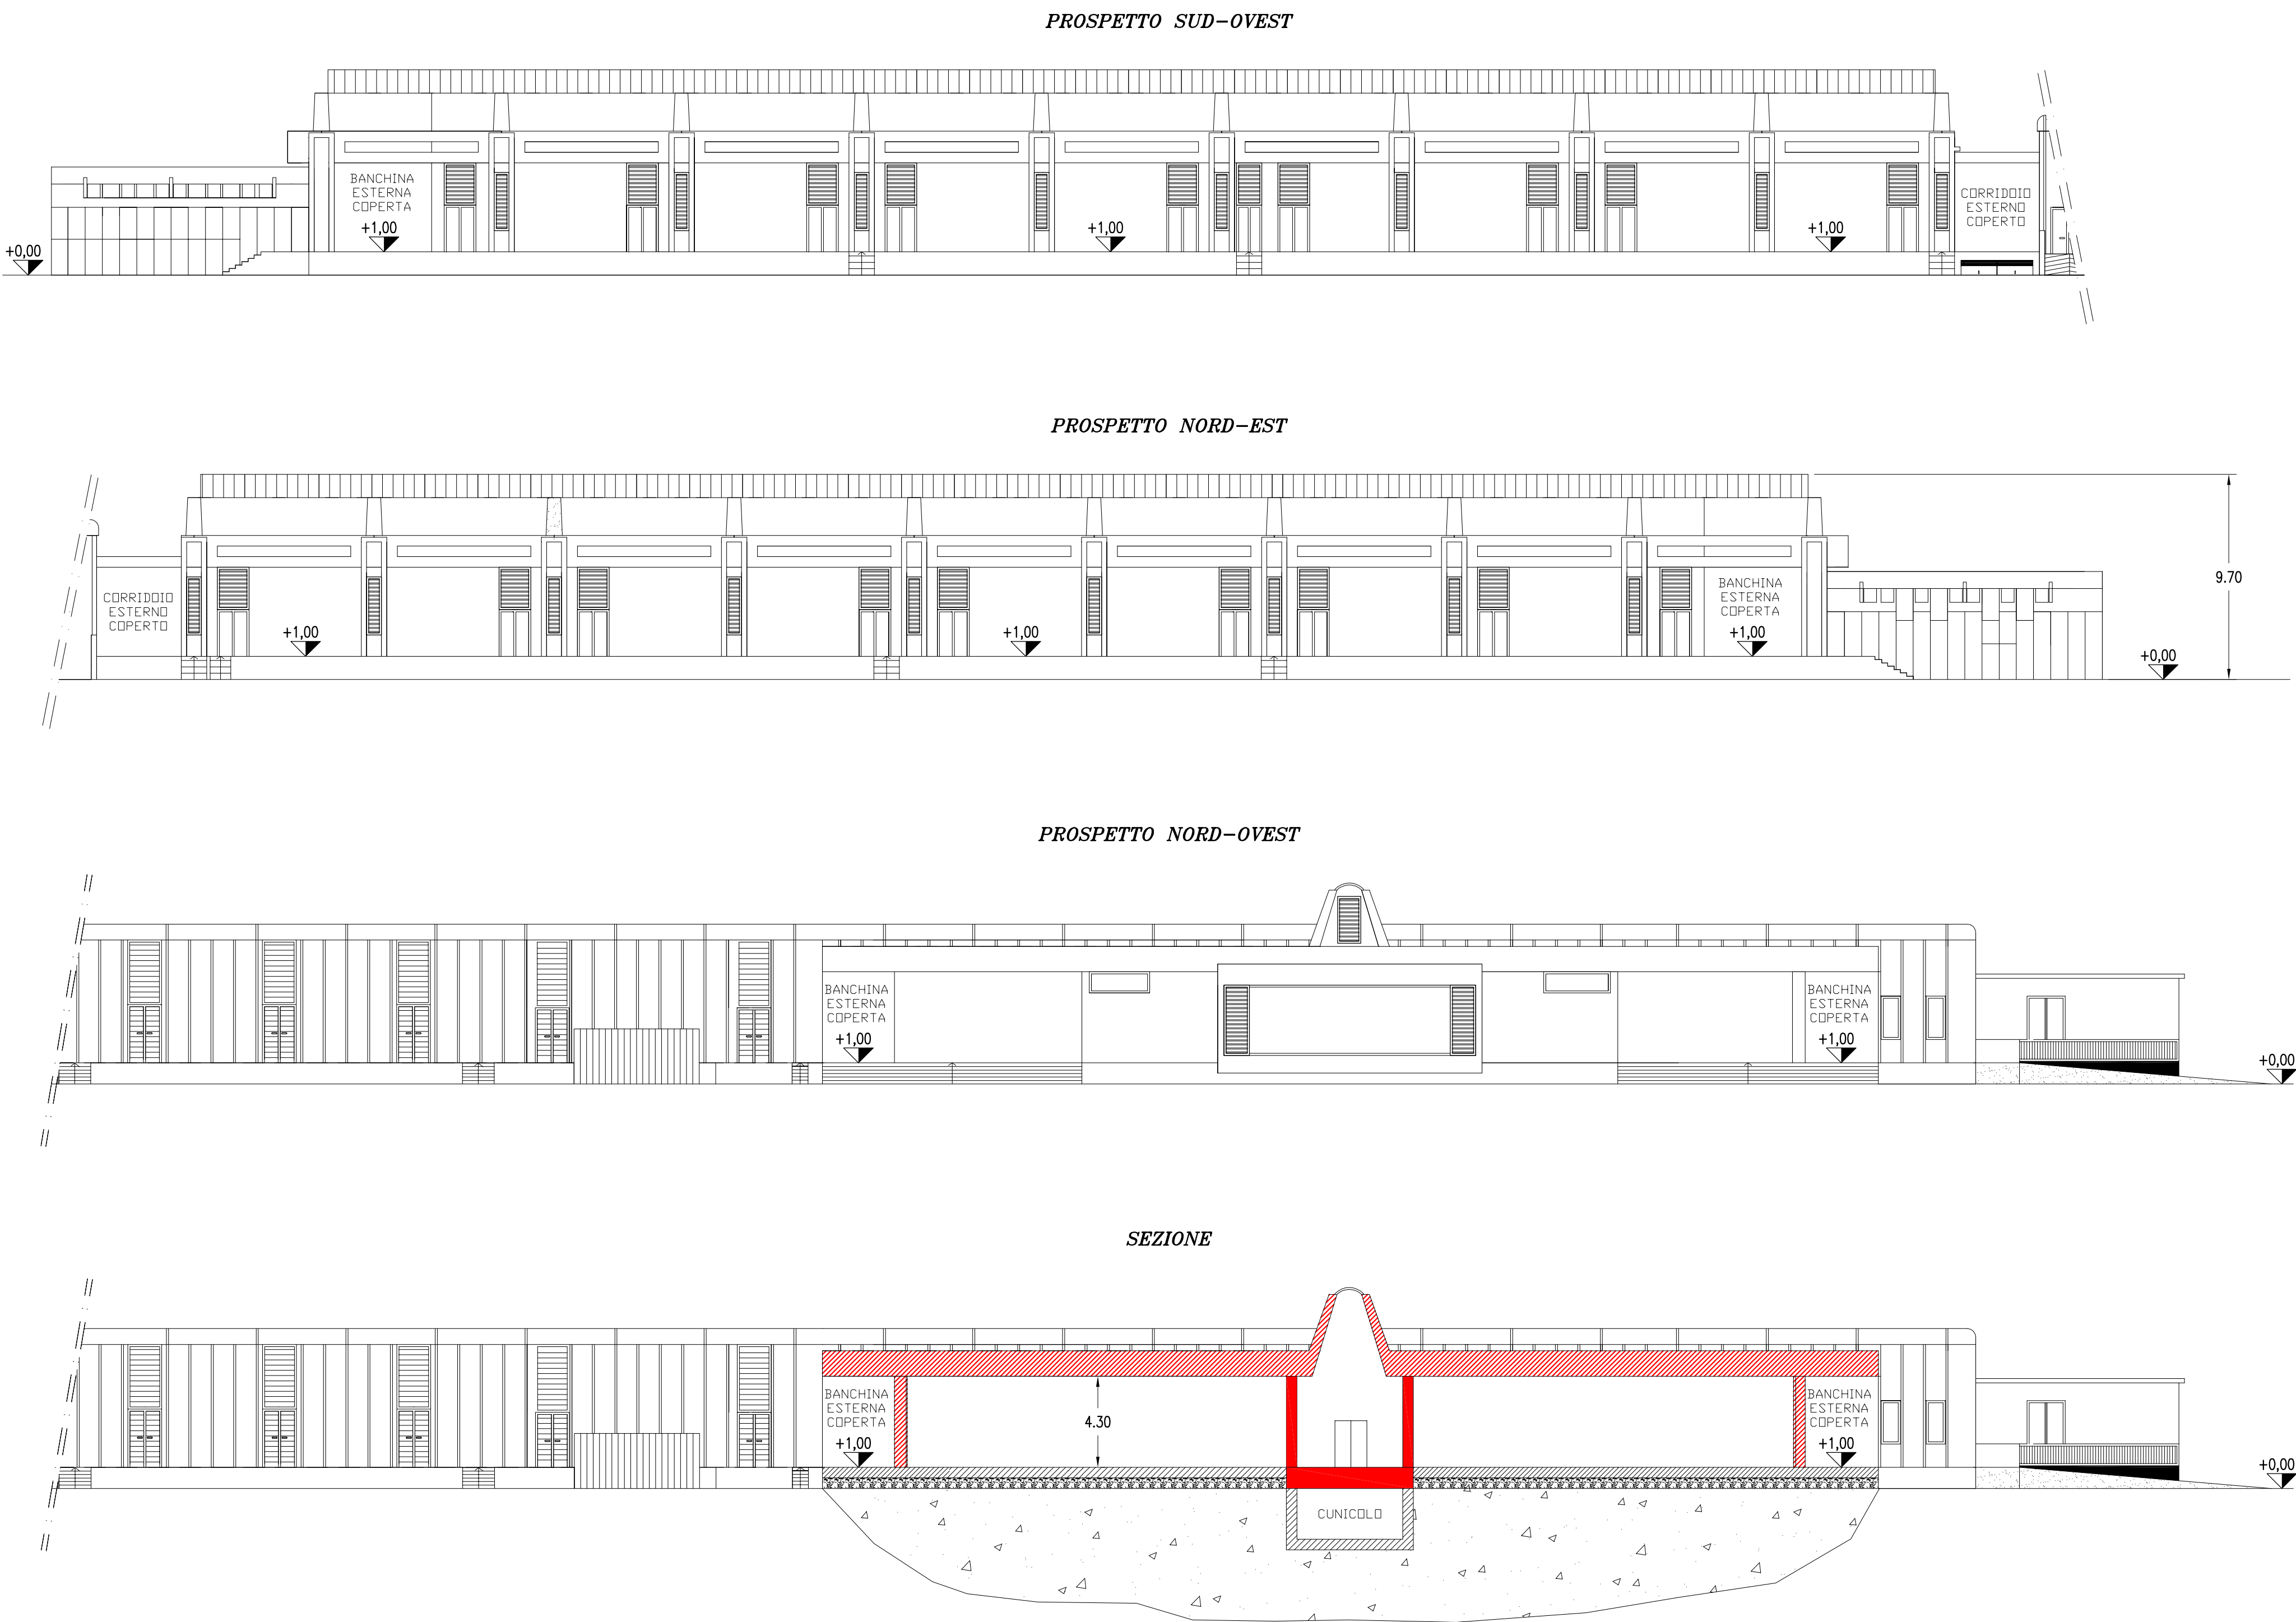 PROSPETTO SUD-OVEST
BANCHINA
ESTERNA
COPERTA
+1,00
+1,00
+1,00
CORRIDOIO
ESTERNO
COPERTO
+0,00
PROSPETTO NORD-EST
CORRIDOIO
ESTERNO
COPERTO
+1,00
+1,00
BANCHINA
ESTERNA
COPERTA
+1,00
+0,00
9.70
PROSPETTO NORD-OVEST
BANCHINA
ESTERNA
COPERTA
+1,00
BANCHINA
ESTERNA
COPERTA
+1,00
+0,00
SEZIONE
BANCHINA
ESTERNA
COPERTA
+1,00
4.30
BANCHINA
ESTERNA
COPERTA
+1,00
+0,00
CUNICOLO